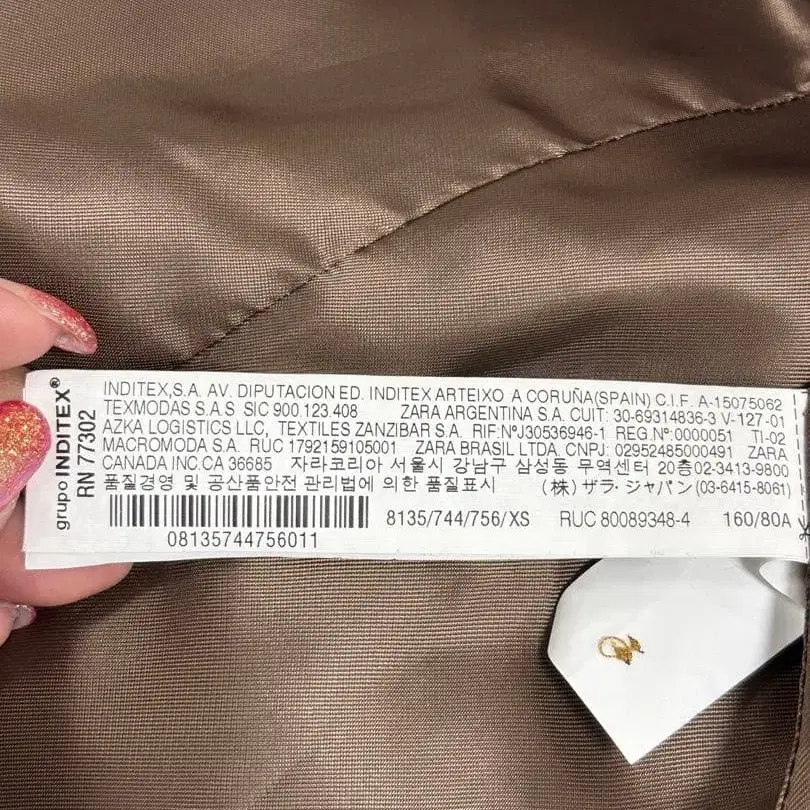 grupo INDITEX®
RN 77302
INDITEX,S.A. AV. DIPUTACION ED. INDITEX ARTEIXO A CORUÑA(SPAIN) C.I.F. A-15075062
TEXMODAS S.A.S SIC 900.123.408 ZARA ARGENTINA S.A. CUIT: 30-69314836-3 V-127-01
AZKA LOGISTICS LLC, TEXTILES ZANZIBAR S.A. RIF:NºJ30536946-1 REG.Nº:0000051 TI-02
MACROMODA S.A. RUC 1792159105001 ZARA BRASIL LTDA, CNPJ: 02952485000491 ZARA
CANADA INC.CA 36685 자라코리아 서울시 강남구 삼성동 무역센터 20층02-3413-9800
품질경영 및 공산품안전 관리법에 의한 품질표시 (株) ザラ・ジャパン (03-6415-8061)
8135/744/756/XS RUC 80089348-4 160/80A
08135744756011